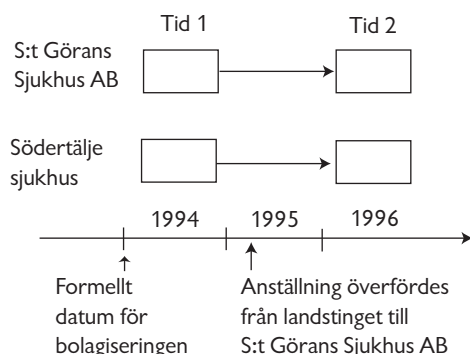 Tid 1
Tid 2
S:t Görans
Sjukhus AB
Södertälje
sjukhus
1994
1995
1996
Formellt
datum för
bolagiseringen
Anställning överfördes
från landstinget till
S:t Görans Sjukhus AB